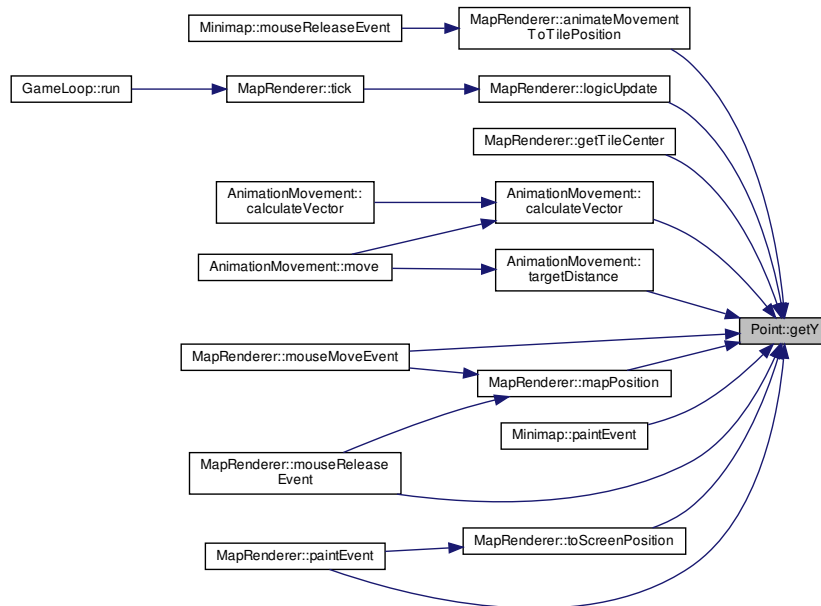 Minimap::mouseReleaseEvent
MapRenderer::animateMovement
ToTilePosition
GameLoop::run
MapRenderer::tick
MapRenderer::logicUpdate
MapRenderer::getTileCenter
AnimationMovement::
calculateVector
AnimationMovement::
calculateVector
AnimationMovement::move
AnimationMovement::
targetDistance
Point::getY
MapRenderer::mouseMoveEvent
MapRenderer::mapPosition
Minimap::paintEvent
MapRenderer::mouseRelease
Event
MapRenderer::toScreenPosition
MapRenderer::paintEvent